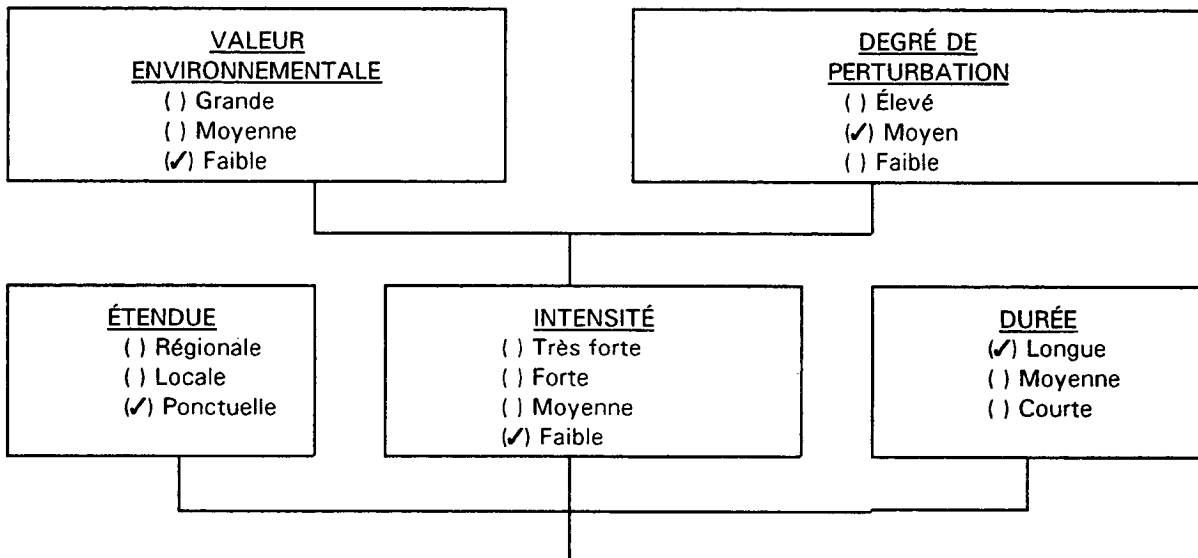 VALEUR
ENVIRONNEMENTALE
( ) Grande
( ) Moyenne
(✓) Faible
DEGRÉ DE
PERTURBATION
( ) Élevé
(✓) Moyen
( ) Faible
ÉTENDUE
( ) Régionale
( ) Locale
(✓) Ponctuelle
INTENSITÉ
( ) Très forte
( ) Forte
( ) Moyenne
(✓) Faible
DURÉE
(✓) Longue
( ) Moyenne
( ) Courte